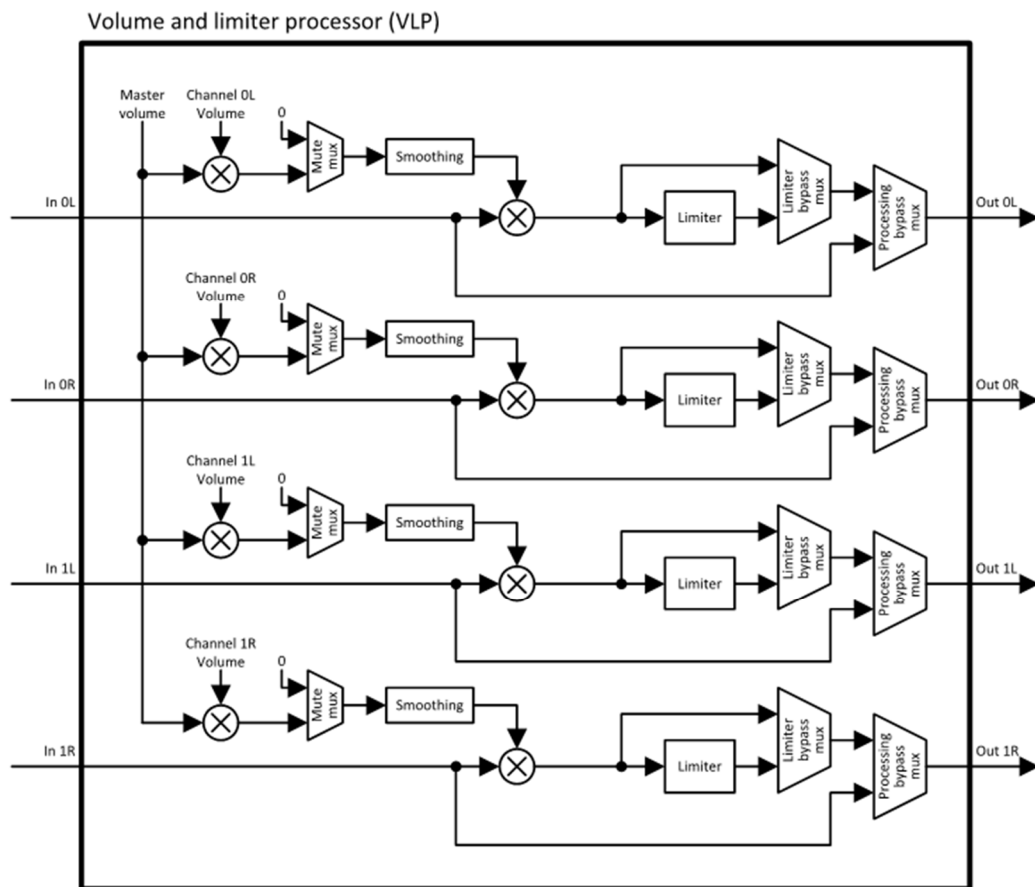 Volume and limiter processor (VLP)
Master
volume
Channel 0L
Volume
0
Mute
mux
Smoothing
In 0L
Limiter
Limiter
bypass
mux
Processing
bypass
mux
Out 0L
Channel 0R
Volume
0
Mute
mux
Smoothing
In 0R
Limiter
Limiter
bypass
mux
Processing
bypass
mux
Out 0R
Channel 1L
Volume
0
Mute
mux
Smoothing
In 1L
Limiter
Limiter
bypass
mux
Processing
bypass
mux
Out 1L
Channel 1R
Volume
0
Mute
mux
Smoothing
In 1R
Limiter
Limiter
bypass
mux
Processing
bypass
mux
Out 1R